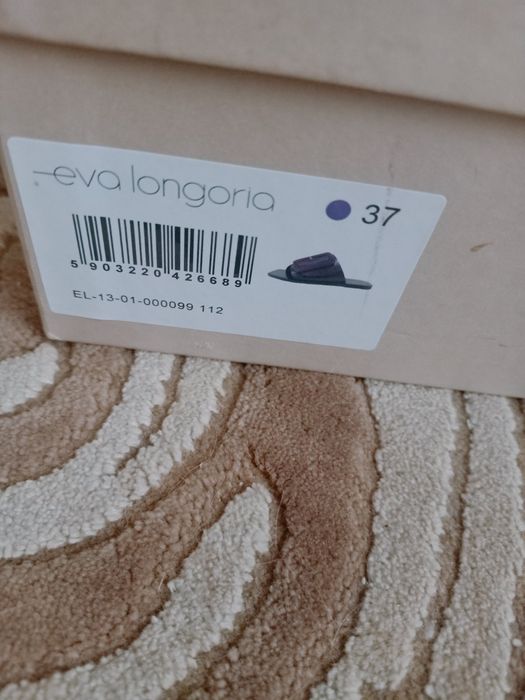 eva longoria
37
5 903220 426689
EL-13-01-000099 112